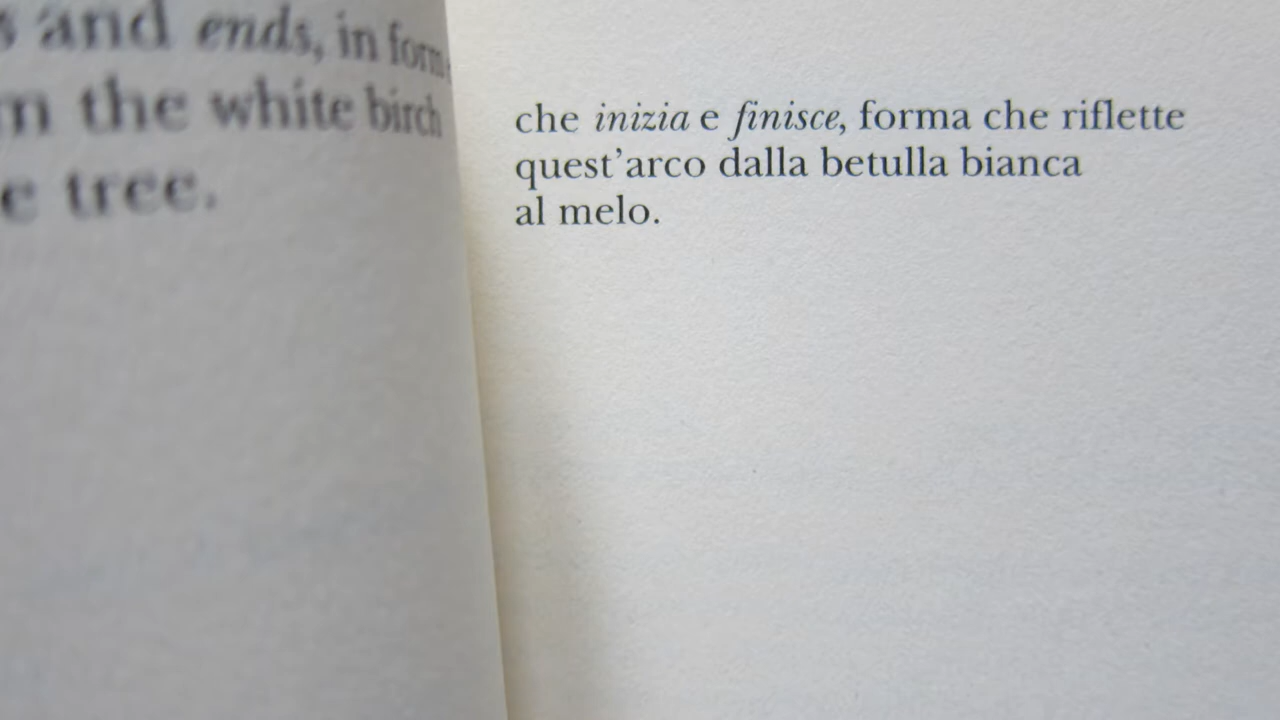 and ends, in form
the white birch
tree.
che inizia e finisce, forma che riflette
quest’arco dalla betulla bianca
al melo.